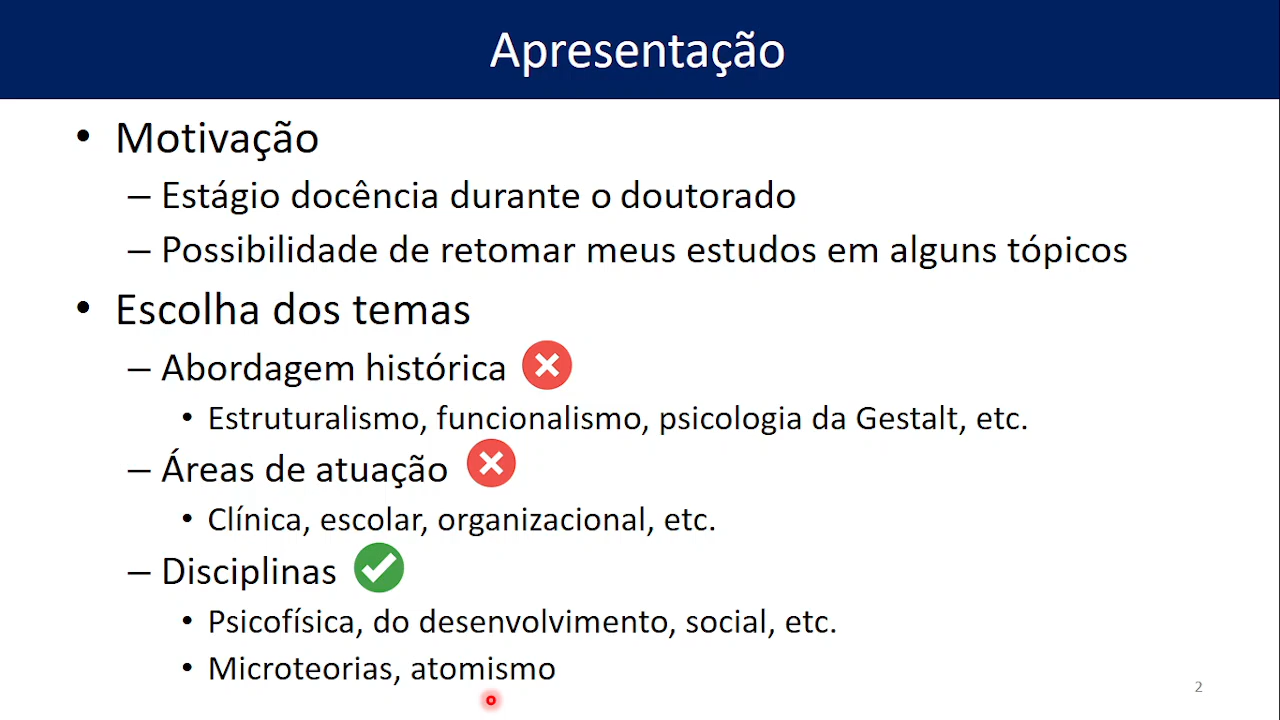 Apresentação
• Motivação
– Estágio docência durante o doutorado
– Possibilidade de retomar meus estudos em alguns tópicos
• Escolha dos temas
– Abordagem histórica
• Estruturalismo, funcionalismo, psicologia da Gestalt, etc.
– Áreas de atuação
• Clínica, escolar, organizacional, etc.
– Disciplinas
• Psicofísica, do desenvolvimento, social, etc.
• Microteorias, atomismo
2